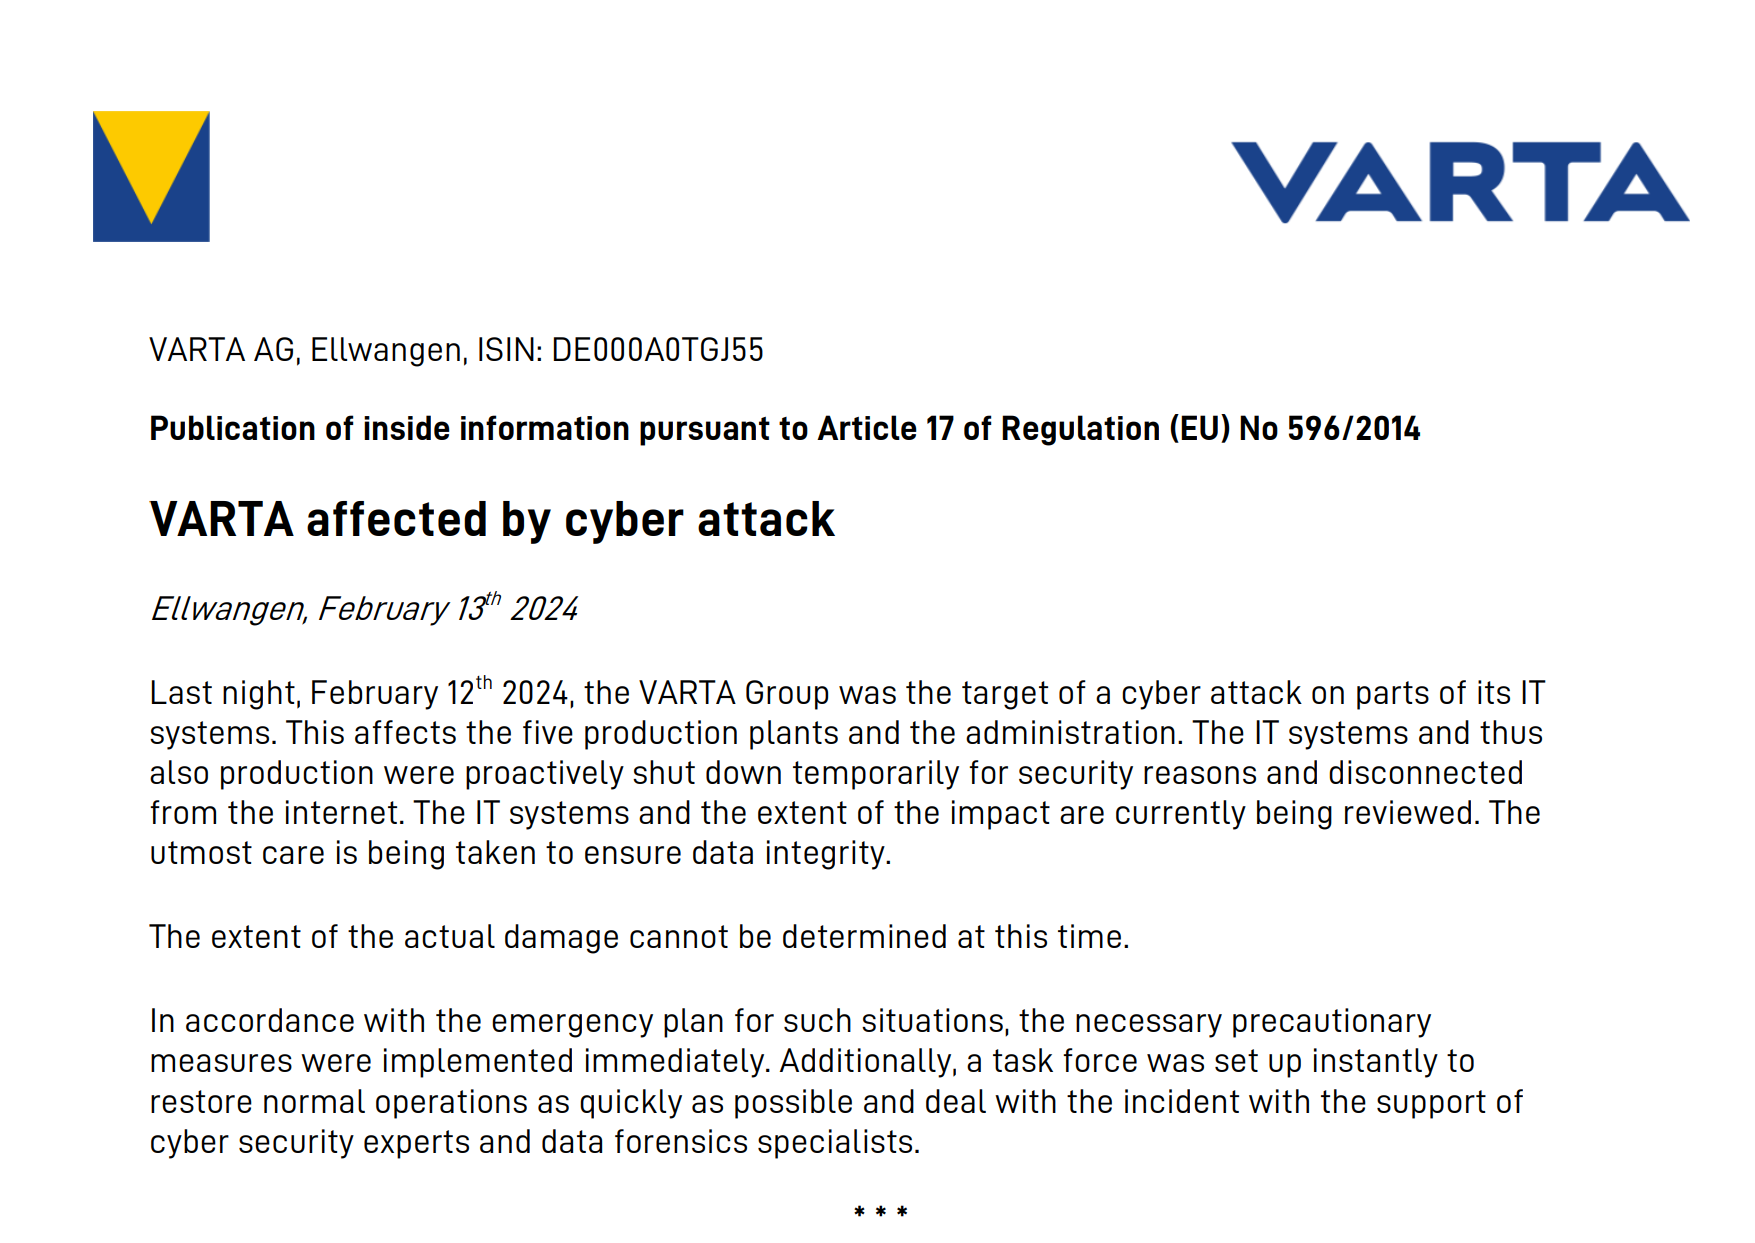 VARTA
VARTA AG, Ellwangen, ISIN: DE000A0TGJ55
Publication of inside information pursuant to Article 17 of Regulation (EU) No 596/2014
VARTA affected by cyber attack
Ellwangen, February 13th 2024
Last night, February 12th 2024, the VARTA Group was the target of a cyber attack on parts of its IT
systems. This affects the five production plants and the administration. The IT systems and thus
also production were proactively shut down temporarily for security reasons and disconnected
from the internet. The IT systems and the extent of the impact are currently being reviewed. The
utmost care is being taken to ensure data integrity.
The extent of the actual damage cannot be determined at this time.
In accordance with the emergency plan for such situations, the necessary precautionary
measures were implemented immediately. Additionally, a task force was set up instantly to
restore normal operations as quickly as possible and deal with the incident with the support of
cyber security experts and data forensics specialists.
* * *